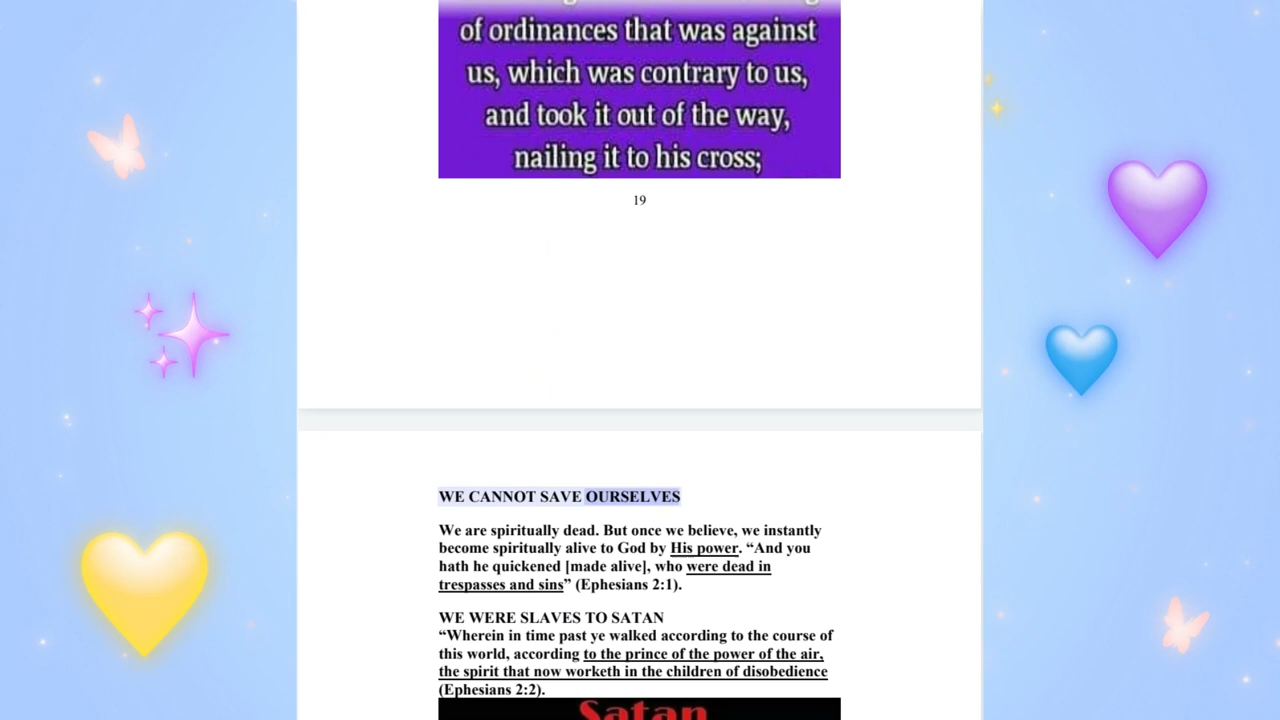 of ordinances that was against
us, which was contrary to us,
and took it out of the way,
nailing it to his cross;
19
WE CANNOT SAVE OURSELVES
We are spiritually dead. But once we believe, we instantly
become spiritually alive to God by His power. “And you
hath he quickened [made alive], who were dead in
trespasses and sins” (Ephesians 2:1).
WE WERE SLAVES TO SATAN
“Wherein in time past ye walked according to the course of
this world, according to the prince of the power of the air,
the spirit that now worketh in the children of disobedience
(Ephesians 2:2).
Satan